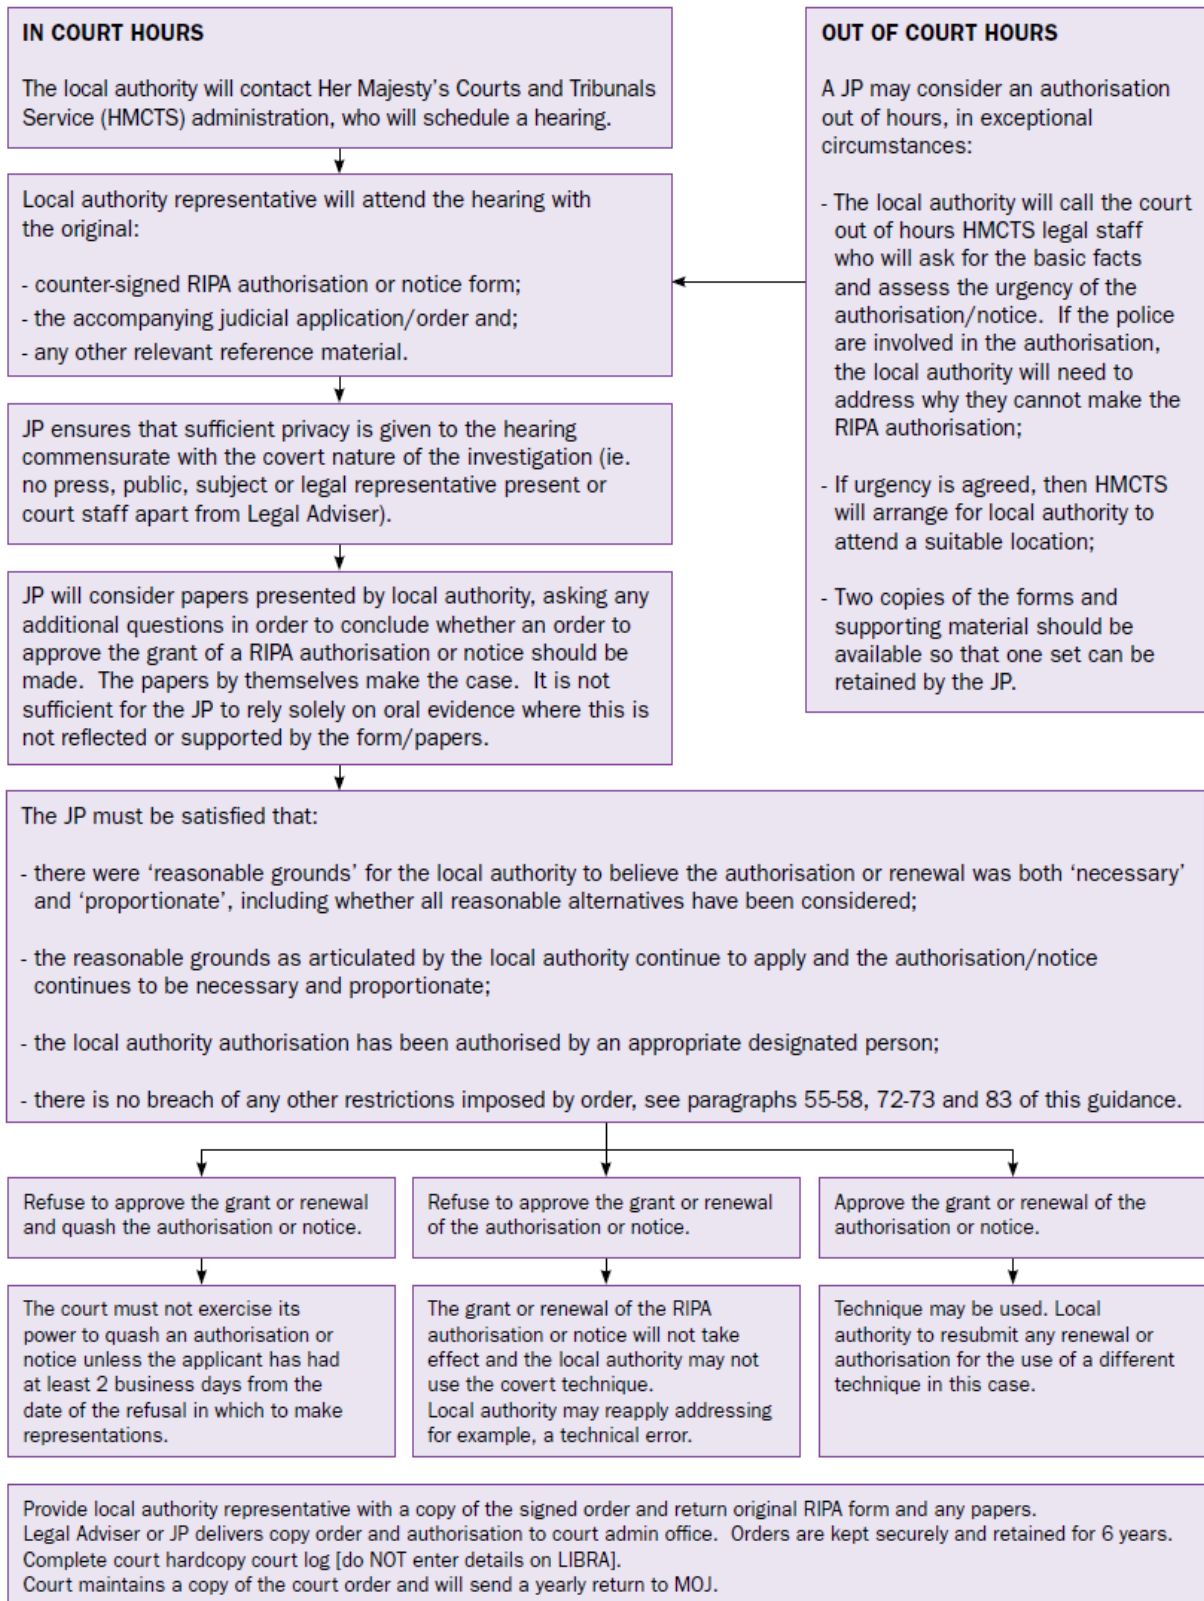 IN COURT HOURS
The local authority will contact Her Majesty's Courts and Tribunals
Service (HMCTS) administration, who will schedule a hearing.
Local authority representative will attend the hearing with
the original:
- counter-signed RIPA authorisation or notice form;
- the accompanying judicial application/order and;
- any other relevant reference material.
OUT OF COURT HOURS
A JP may consider an authorisation
out of hours, in exceptional
circumstances:
- The local authority will call the court
out of hours HMCTS legal staff
who will ask for the basic facts
and assess the urgency of the
authorisation/notice. If the police
are involved in the authorisation,
the local authority will need to
address why they cannot make the
RIPA authorisation;
- If urgency is agreed, then HMCTS
will arrange for local authority to
attend a suitable location;
- Two copies of the forms and
supporting material should be
available so that one set can be
retained by the JP.
JP ensures that sufficient privacy is given to the hearing
commensurate with the covert nature of the investigation (ie.
no press, public, subject or legal representative present or
court staff apart from Legal Adviser).
JP will consider papers presented by local authority, asking any
additional questions in order to conclude whether an order to
approve the grant of a RIPA authorisation or notice should be
made. The papers by themselves make the case. It is not
sufficient for the JP to rely solely on oral evidence where this is
not reflected or supported by the form/papers.
The JP must be satisfied that:
- there were 'reasonable grounds' for the local authority to believe the authorisation or renewal was both 'necessary'
and 'proportionate', including whether all reasonable alternatives have been considered;
- the reasonable grounds as articulated by the local authority continue to apply and the authorisation/notice
continues to be necessary and proportionate;
- the local authority authorisation has been authorised by an appropriate designated person;
- there is no breach of any other restrictions imposed by order, see paragraphs 55-58, 72-73 and 83 of this guidance.
Refuse to approve the grant or renewal
and quash the authorisation or notice.
Refuse to approve the grant or renewal
of the authorisation or notice.
Approve the grant or renewal of the
authorisation or notice.
The court must not exercise its
power to quash an authorisation or
notice unless the applicant has had
at least 2 business days from the
date of the refusal in which to make
representations.
The grant or renewal of the RIPA
authorisation or notice will not take
effect and the local authority may not
use the covert technique.
Local authority may reapply addressing
for example, a technical error.
Technique may be used. Local
authority to resubmit any renewal or
authorisation for the use of a different
technique in this case.
Provide local authority representative with a copy of the signed order and return original RIPA form and any papers.
Legal Adviser or JP delivers copy order and authorisation to court admin office. Orders are kept securely and retained for 6 years.
Complete court hardcopy court log [do NOT enter details on LIBRA].
Court maintains a copy of the court order and will send a yearly return to MOJ.